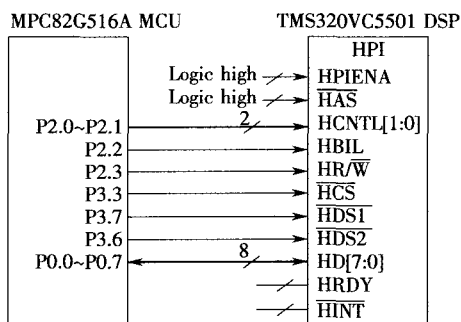 MPC82G516A MCU TMS320VC5501 DSP
HPI
Logic high HPIENA
Logic high HAS
P2.0~P2.1 2 HCNTL[1:0]
P2.2 HBIL
P2.3 HR/W
P3.3 HCS
P3.7 HDS1
P3.6 HDS2
P0.0~P0.7 8 HD[7:0]
HRDY
HINT